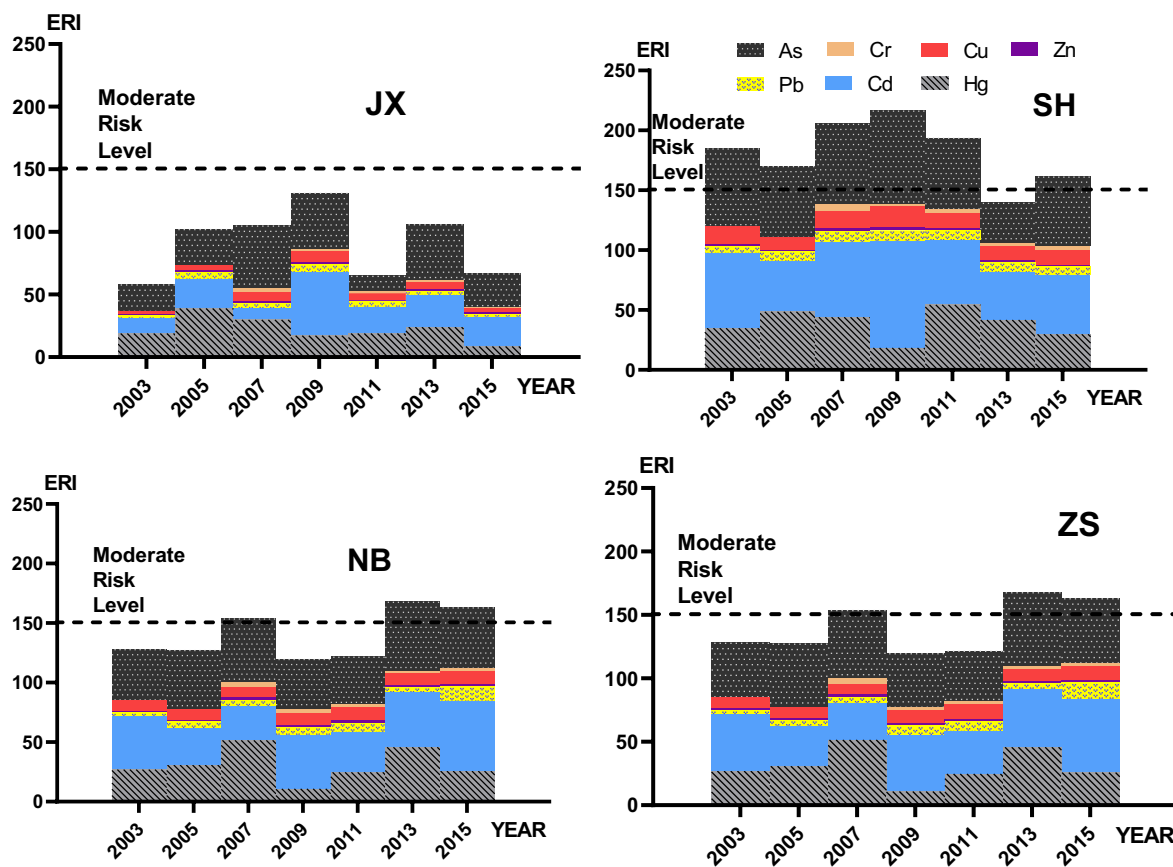 ERI
250
200
150
100
50
0
Moderate
Risk
Level
JX
2003
2005
2007
2009
2011
2013
2015
YEAR
ERI
As
Cr
Cu
Zn
Pb
Cd
Hg
250
200
150
100
50
0
Moderate
Risk
Level
SH
2003
2005
2007
2009
2011
2013
2015
YEAR
ERI
250
200
150
100
50
0
Moderate
Risk
Level
NB
2003
2005
2007
2009
2011
2013
2015
YEAR
ERI
250
200
150
100
50
0
Moderate
Risk
Level
ZS
2003
2005
2007
2009
2011
2013
2015
YEAR